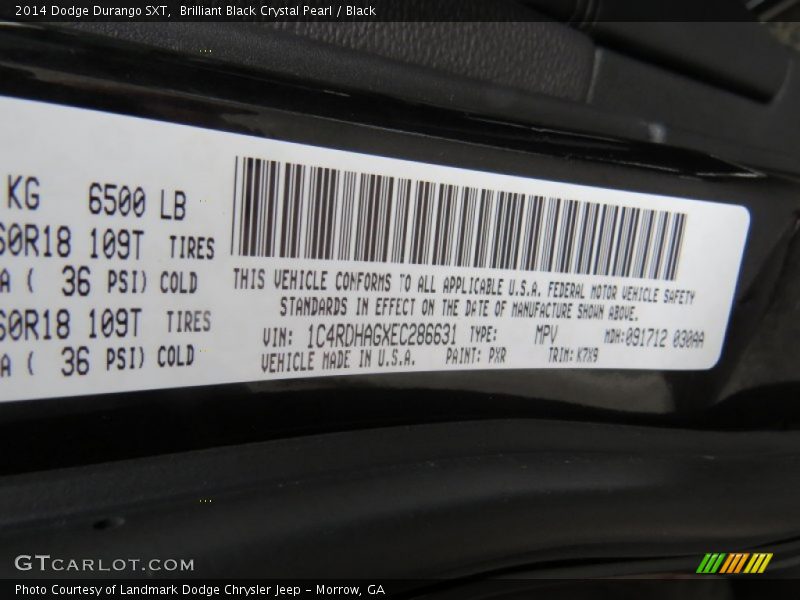 2014 Dodge Durango SXT,  Brilliant Black Crystal Pearl / Black
KG 6500 LB
60R18 109T TIRES
A ( 36 PSI) COLD
60R18 109T TIRES
A ( 36 PSI) COLD
THIS VEHICLE CONFORMS TO ALL APPLICABLE U.S.A. FEDERAL MOTOR VEHICLE SAFETY
STANDARDS IN EFFECT ON THE DATE OF MANUFACTURE SHOWN ABOVE.
VIN: 1C4RDHAGXEC286631 TYPE: MPV MDH:091712 030AA
VEHICLE MADE IN U.S.A. PAINT: PXR TRIM: K7X9
GTCARLOT.COM
Photo Courtesy of Landmark Dodge Chrysler Jeep - Morrow, GA